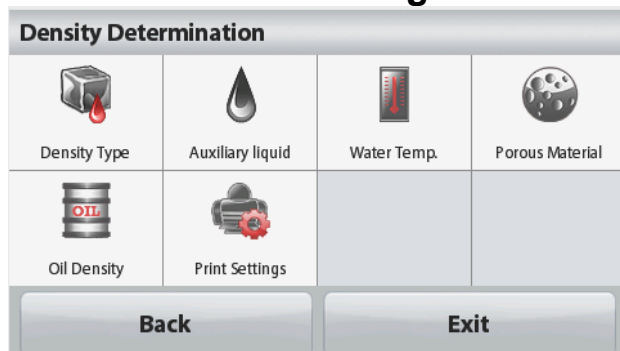 Density Determination
Density Type
Auxiliary liquid
Water Temp.
Porous Material
OIL
Oil Density
Print Settings
Back
Exit